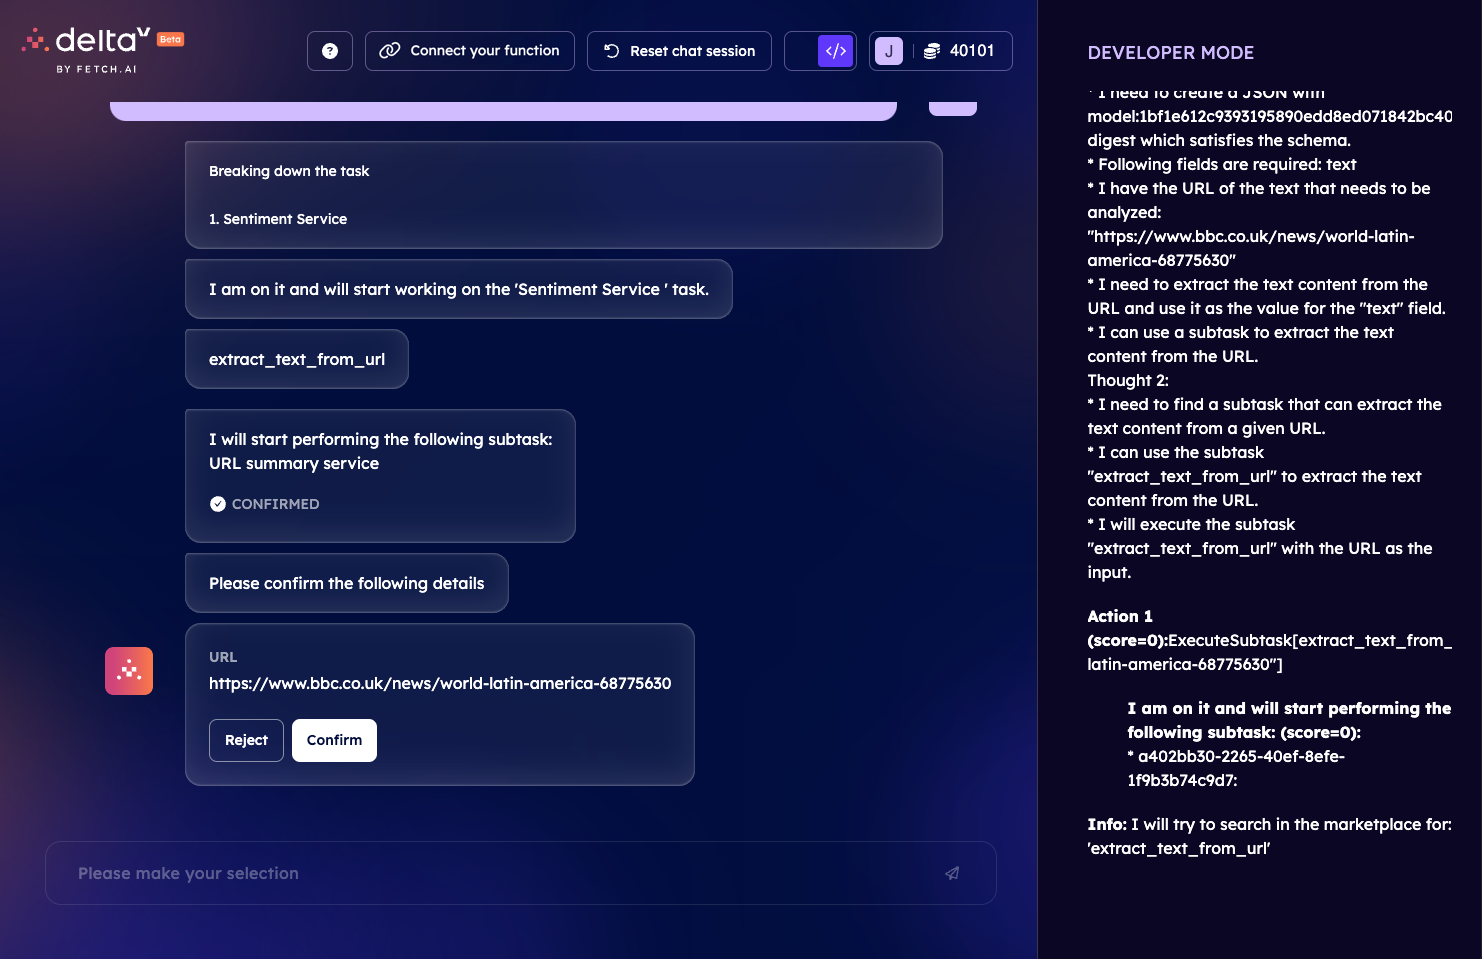 deltaV Beta
BY FETCH.AI
?
Connect your function
Reset chat session
</>
J
40101
Breaking down the task
1. Sentiment Service
I am on it and will start working on the 'Sentiment Service ' task.
extract_text_from_url
I will start performing the following subtask:
URL summary service
CONFIRMED
Please confirm the following details
URL
https://www.bbc.co.uk/news/world-latin-america-68775630
Reject
Confirm
Please make your selection
DEVELOPER MODE
* I need to create a JSON with
model:1bf1e612c9393195890edd8ed071842bc40
digest which satisfies the schema.
* Following fields are required: text
* I have the URL of the text that needs to be
analyzed:
"https://www.bbc.co.uk/news/world-latin-
america-68775630"
* I need to extract the text content from the
URL and use it as the value for the "text" field.
* I can use a subtask to extract the text
content from the URL.
Thought 2:
* I need to find a subtask that can extract the
text content from a given URL.
* I can use the subtask
"extract_text_from_url" to extract the text
content from the URL.
* I will execute the subtask
"extract_text_from_url" with the URL as the
input.
Action 1
(score=0):ExecuteSubtask[extract_text_from_
latin-america-68775630"]
I am on it and will start performing the
following subtask: (score=0):
* a402bb30-2265-40ef-8efe-
1f9b3b74c9d7:
Info: I will try to search in the marketplace for:
'extract_text_from_url'